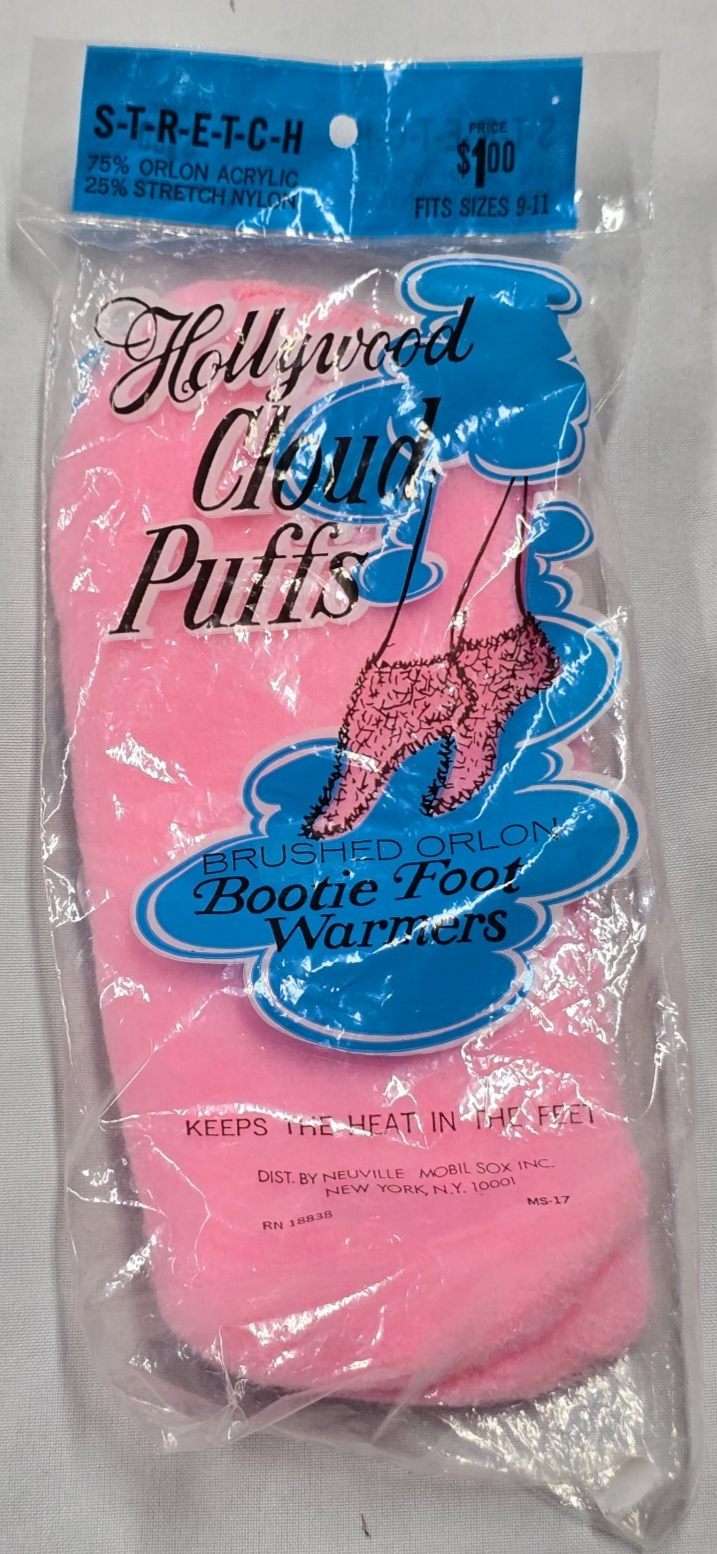 S-T-R-E-T-C-H
75% ORLON ACRYLIC
25% STRETCH NYLON
PRICE
$1.00
FITS SIZES 9-11
Hollywood
Cloud
Puffs
BRUSHED ORLON
Bootie Foot
Warmers
KEEPS THE HEAT IN THE FEET
DIST. BY NEUVILLE MOBIL SOX INC.
NEW YORK, N.Y. 10001
RN 18838
MS-17